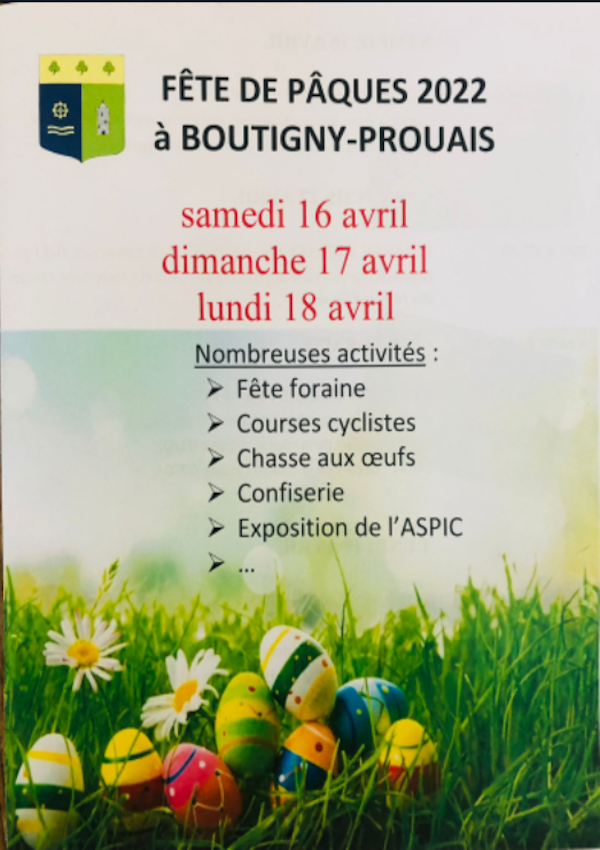 FÊTE DE PÂQUES 2022
à BOUTIGNY-PROUAIS
samedi 16 avril
dimanche 17 avril
lundi 18 avril
Nombreuses activités :
➢ Fête foraine
➢ Courses cyclistes
➢ Chasse aux œufs
➢ Confiserie
➢ Exposition de l’ASPIC
➢ ...